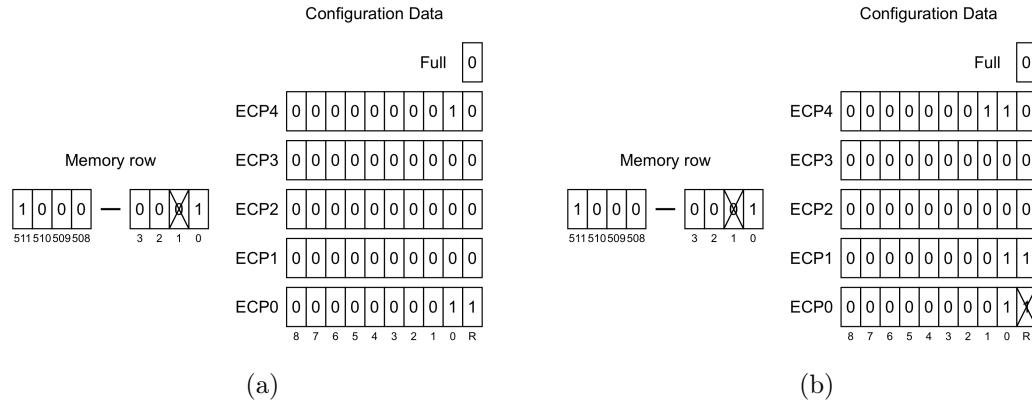 Configuration Data
Full 0
ECP4 0 0 0 0 0 0 0 0 1 0
ECP3 0 0 0 0 0 0 0 0 0 0
Memory row
1 0 0 0 — 0 0 0 1
511 510 509 508 3 2 1 0
ECP2 0 0 0 0 0 0 0 0 0 0
ECP1 0 0 0 0 0 0 0 0 0 0
ECP0 0 0 0 0 0 0 0 0 1 1
8 7 6 5 4 3 2 1 0 R
(a)
Configuration Data
Full 0
ECP4 0 0 0 0 0 0 0 1 1 0
ECP3 0 0 0 0 0 0 0 0 0 0
Memory row
1 0 0 0 — 0 0 0 1
511 510 509 508 3 2 1 0
ECP2 0 0 0 0 0 0 0 0 0 0
ECP1 0 0 0 0 0 0 0 0 1 1
ECP0 0 0 0 0 0 0 0 0 1
8 7 6 5 4 3 2 1 0 R
(b)